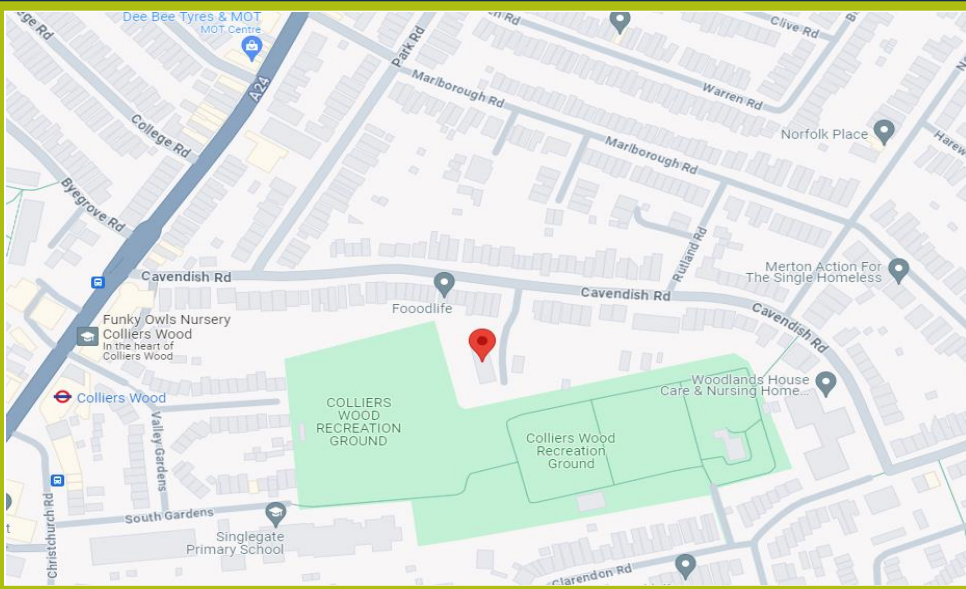 Dee Bee Tyres & MOT
MOT Centre
A24
Park Rd
Clive Rd
Warren Rd
Marlborough Rd
College Rd
Norfolk Place
Marlborough Rd
Byegrove Rd
Rutland Rd
Cavendish Rd
Merton Action For
The Single Homeless
Fooodlife
Cavendish Rd
Cavendish Rd
Funky Owls Nursery
Colliers Wood
In the heart of
Colliers Wood
Woodlands House
Care & Nursing Home...
Colliers Wood
COLLIERS
WOOD
RECREATION
GROUND
Colliers Wood
Recreation
Ground
Valley Gardens
Christchurch Rd
South Gardens
Singlegate
Primary School
Clarendon Rd